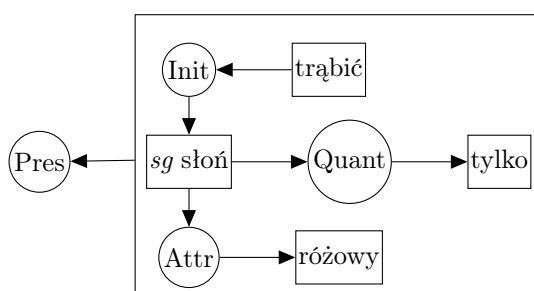 Init trąbić
Pres sg słoń Quant tylko
Attr różowy